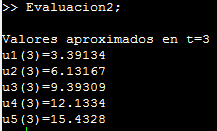 >> Evaluacion2;
Valores aproximados en t=3
u1(3)=3.39134
u2(3)=6.13167
u3(3)=9.39309
u4(3)=12.1334
u5(3)=15.4328